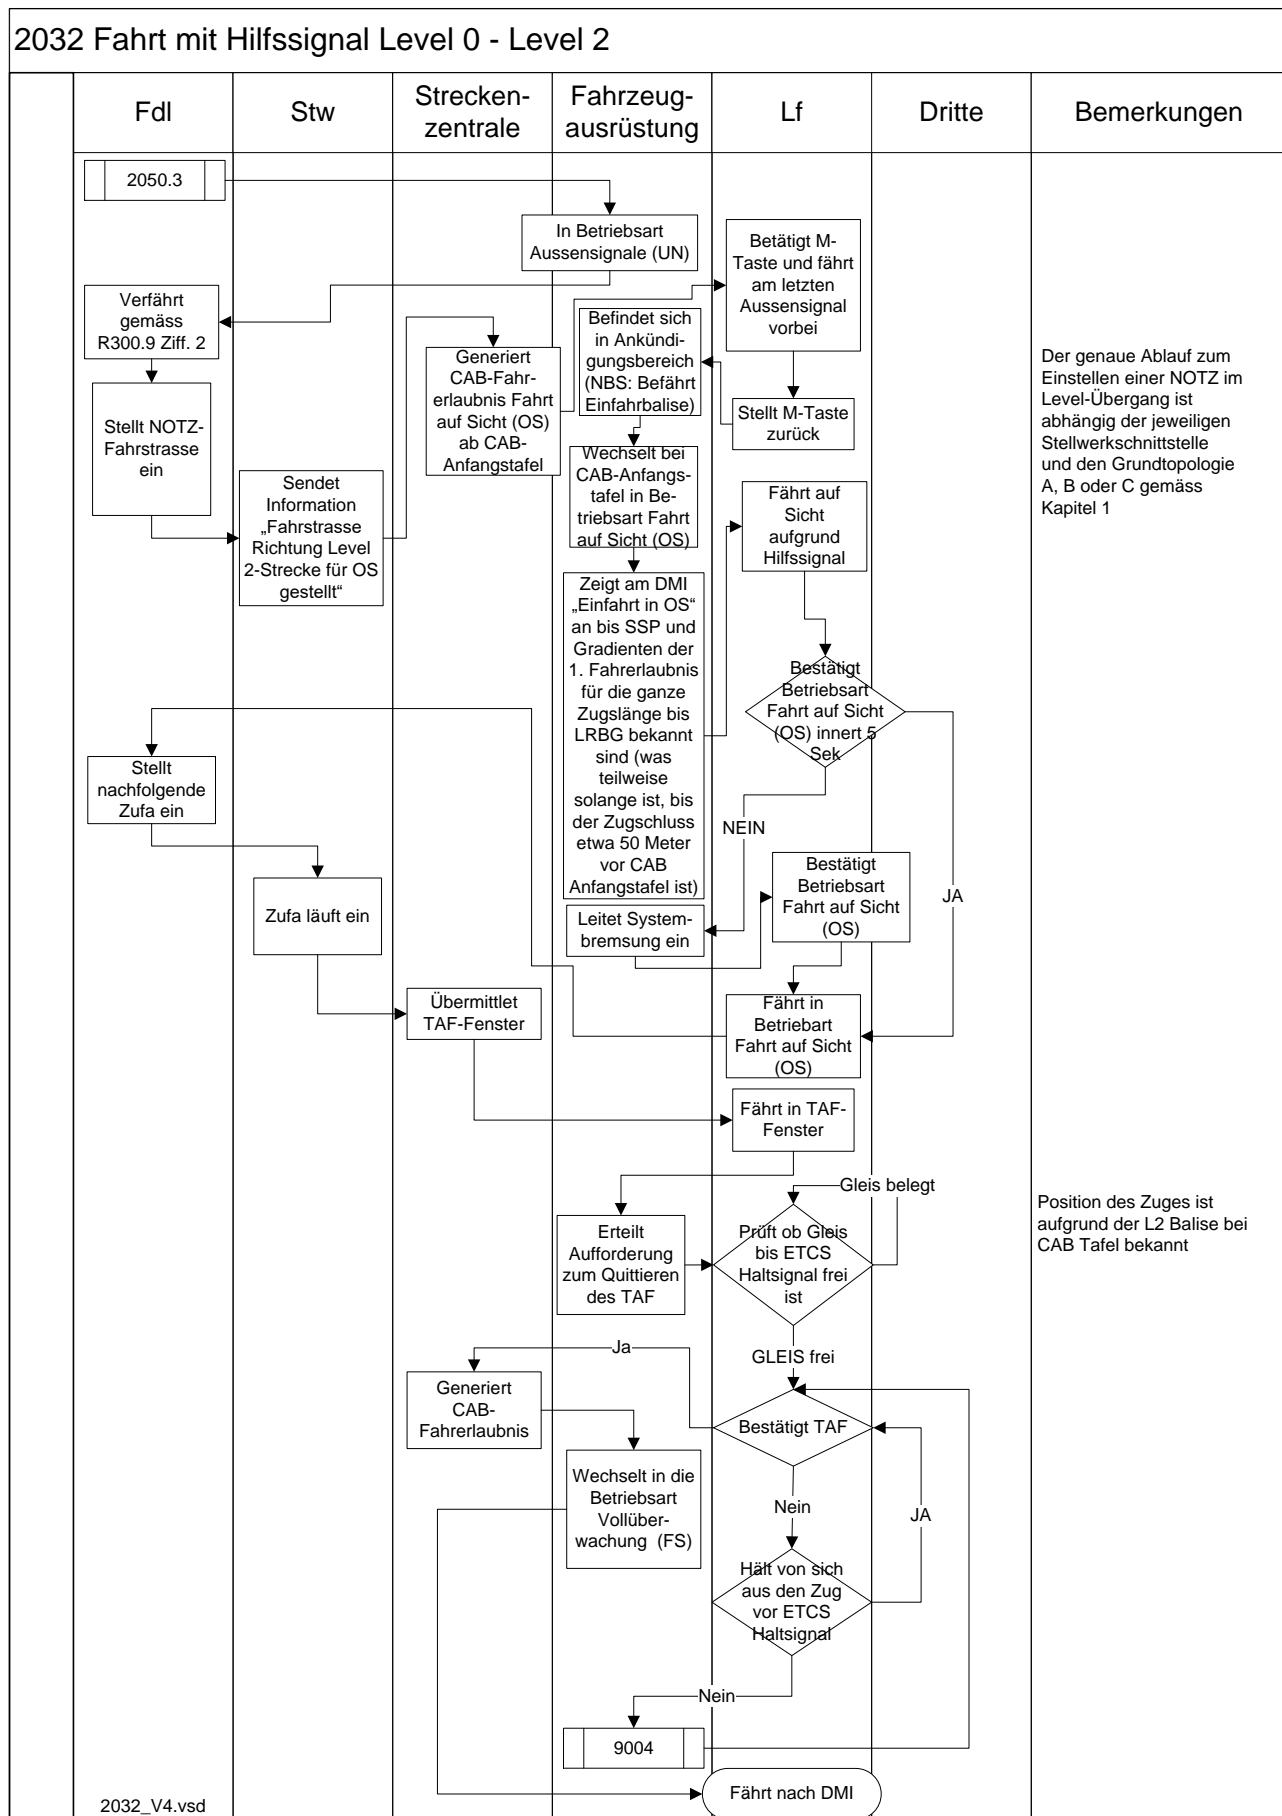 2032 Fahrt mit Hilfssignal Level 0 - Level 2
Fdl
Stw
Strecken-
zentrale
Fahrzeug-
ausrüstung
Lf
Dritte
Bemerkungen
2050.3
In Betriebsart
Aussensignale (UN)
Verfährt
gemäss
R300.9 Ziff. 2
Stellt NOTZ-
Fahrstrasse
ein
Sendet
Information
„Fahrstrasse
Richtung Level
2-Strecke für OS
gestellt“
Generiert
CAB-Fahr-
erlaubnis Fahrt
auf Sicht (OS)
ab CAB-
Anfangstafel
Betätigt M-
Taste und fährt
am letzten
Aussensignal
vorbei
Stellt M-Taste
zurück
Befindet sich
in Ankündi-
gungsbereich
(NBS: Befährt
Einfahrbalise)
Wechselt bei
CAB-Anfangs-
tafel in Be-
triebsart Fahrt
auf Sicht (OS)
Zeigt am DMI
„Einfahrt in OS“
an bis SSP und
Gradienten der
1. Fahrerlaubnis
für die ganze
Zugslänge bis
LRBG bekannt
sind (was
teilweise
solange ist, bis
der Zugschluss
etwa 50 Meter
vor CAB
Anfangstafel ist)
Fährt auf
Sicht
aufgrund
Hilfssignal
Der genaue Ablauf zum
Einstellen einer NOTZ im
Level-Übergang ist
abhängig der jeweiligen
Stellwerkschnittstelle
und den Grundtopologie
A, B oder C gemäss
Kapitel 1
Bestätigt
Betriebsart
Fahrt auf Sicht
(OS) innert 5
Sek
NEIN
JA
Leitet System-
bremsung ein
Bestätigt
Betriebsart
Fahrt auf Sicht
(OS)
Fährt in
Betriebart
Fahrt auf Sicht
(OS)
Stellt
nachfolgende
Zufa ein
Zufa läuft ein
Übermittlet
TAF-Fenster
Fährt in TAF-
Fenster
Erteilt
Aufforderung
zum Quittieren
des TAF
Gleis belegt
Prüft ob Gleis
bis ETCS
Haltsignal frei
ist
Position des Zuges ist
aufgrund der L2 Balise bei
CAB Tafel bekannt
GLEIS frei
Ja
Bestätigt TAF
Generiert
CAB-
Fahrerlaubnis
Wechselt in die
Betriebsart
Vollüber-
wachung (FS)
Nein
JA
Hält von sich
aus den Zug
vor ETCS
Haltsignal
Nein
9004
Fährt nach DMI
2032_V4.vsd